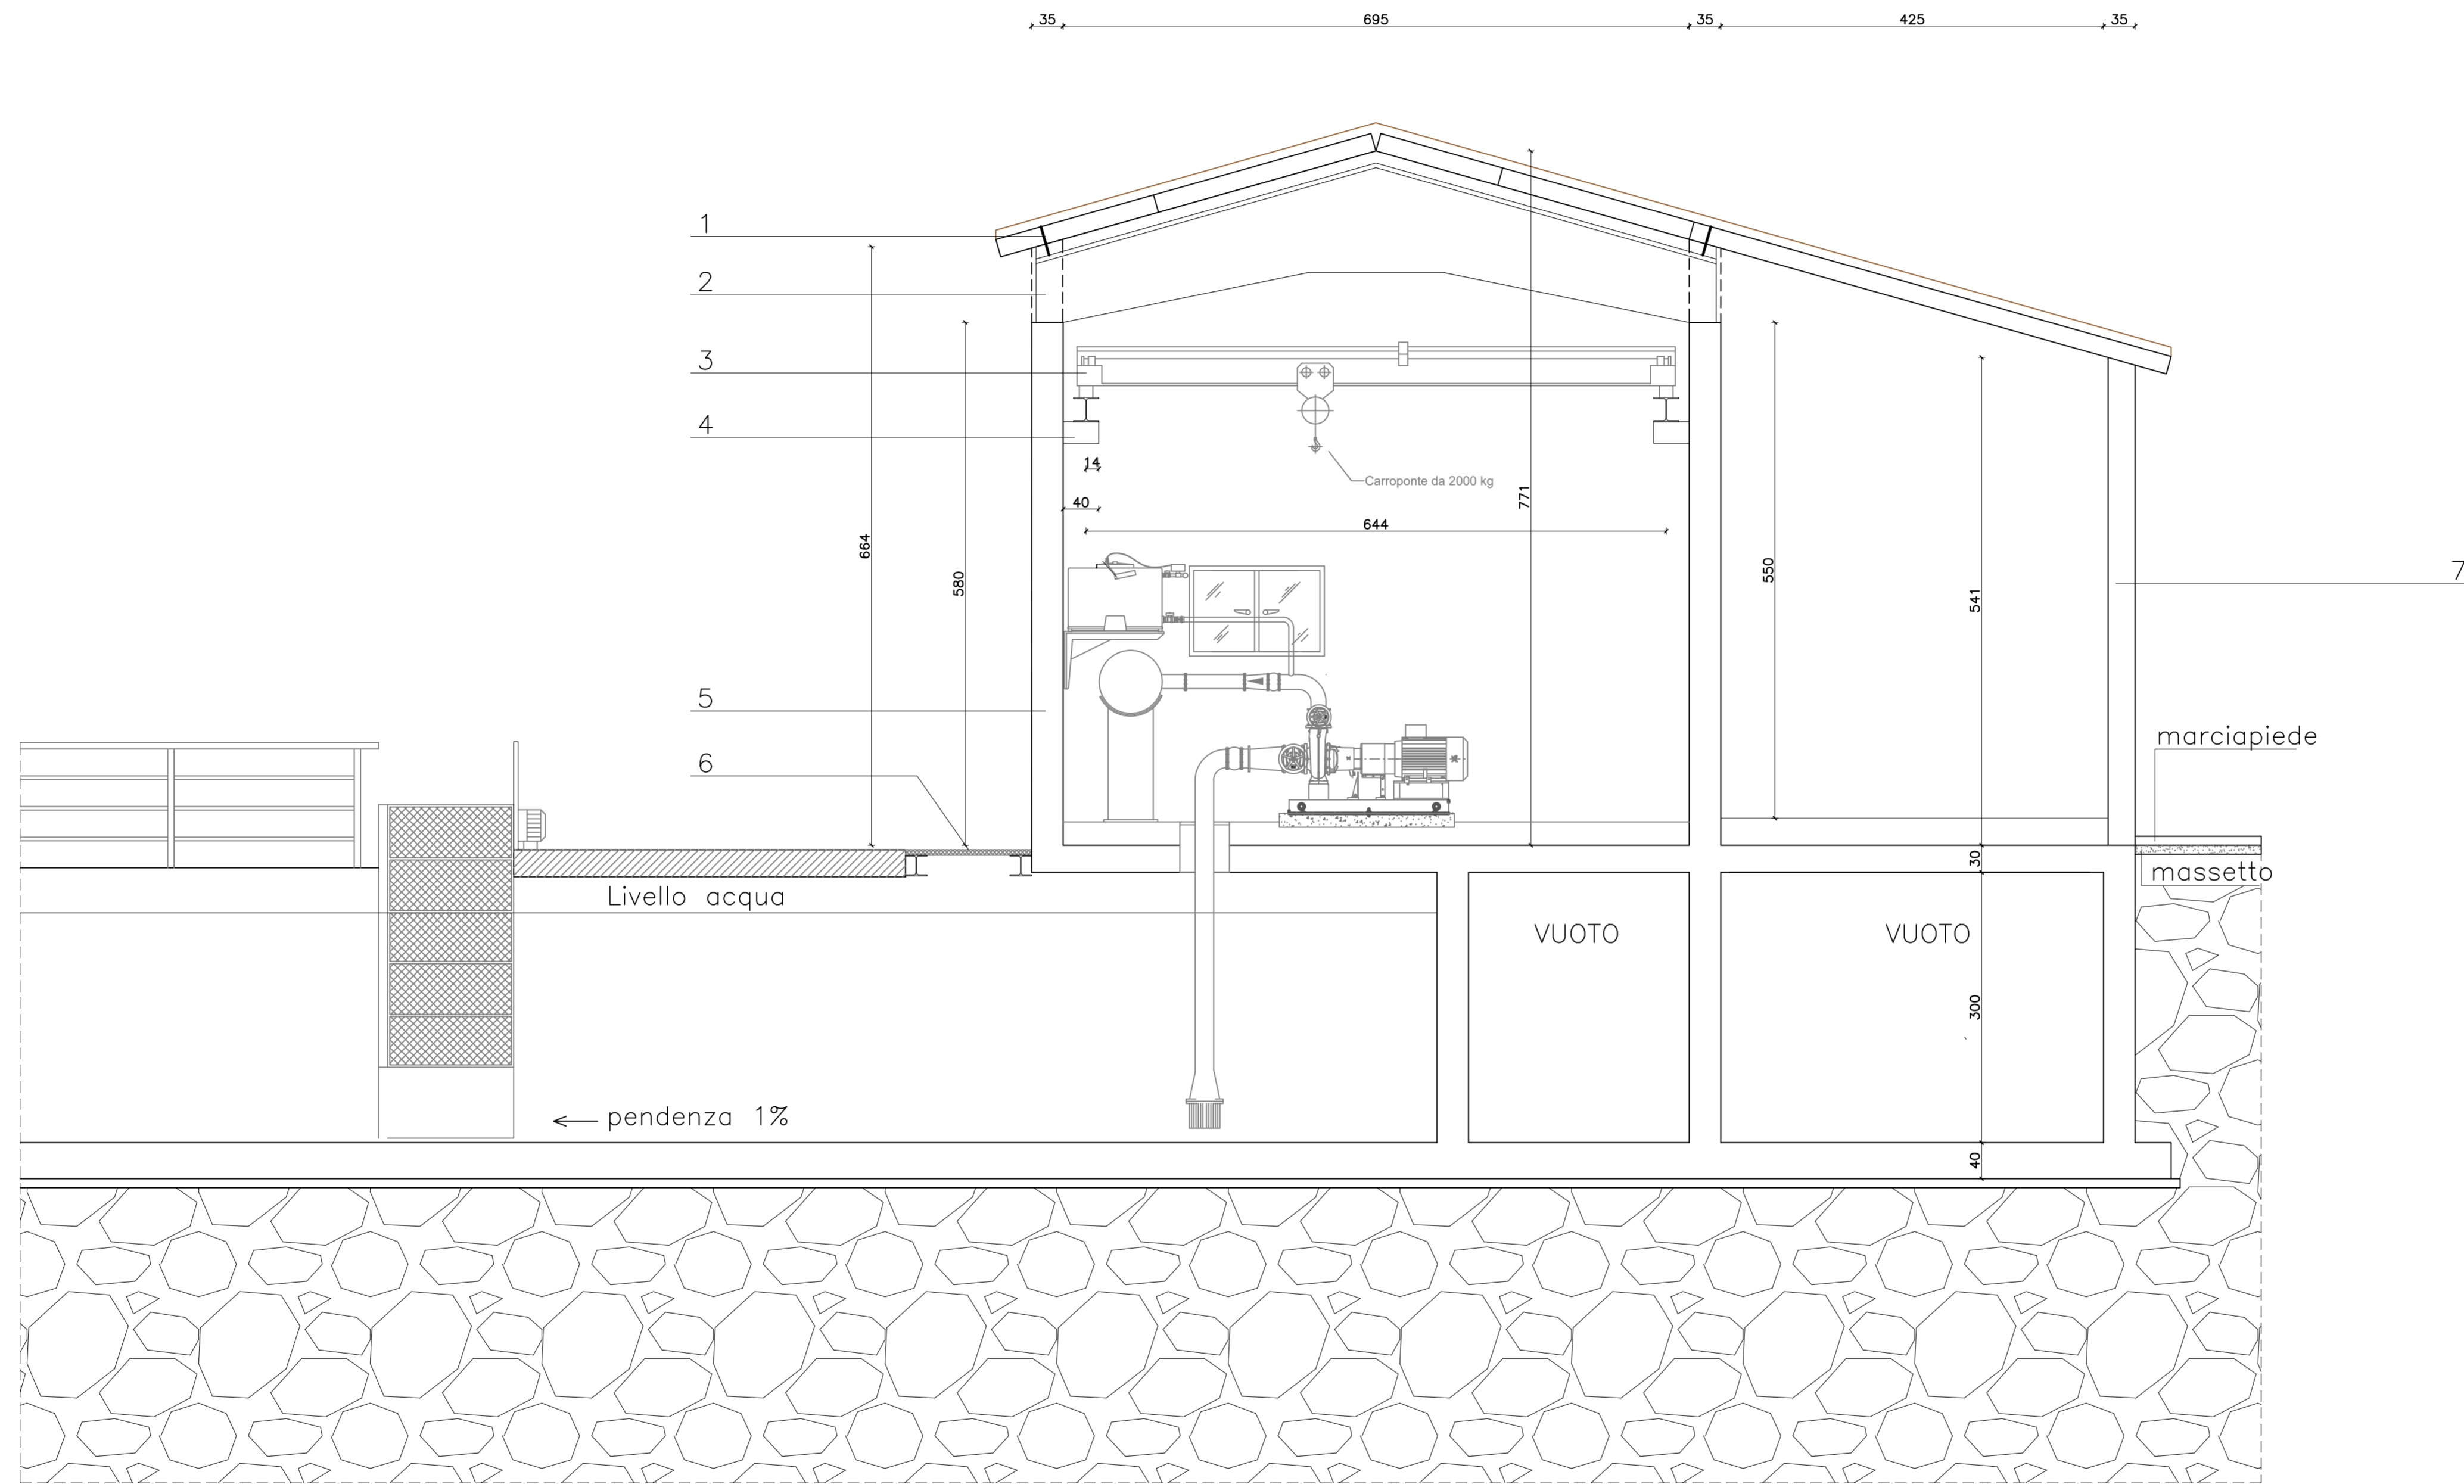 35 695 35 425 35
1
2
3
4
14
Carroponte da 2000 kg
771
40
644
664
580
550
541
7
5
marciapiede
6
30
massetto
Livello acqua
VUOTO VUOTO
300
pendenza 1%
40